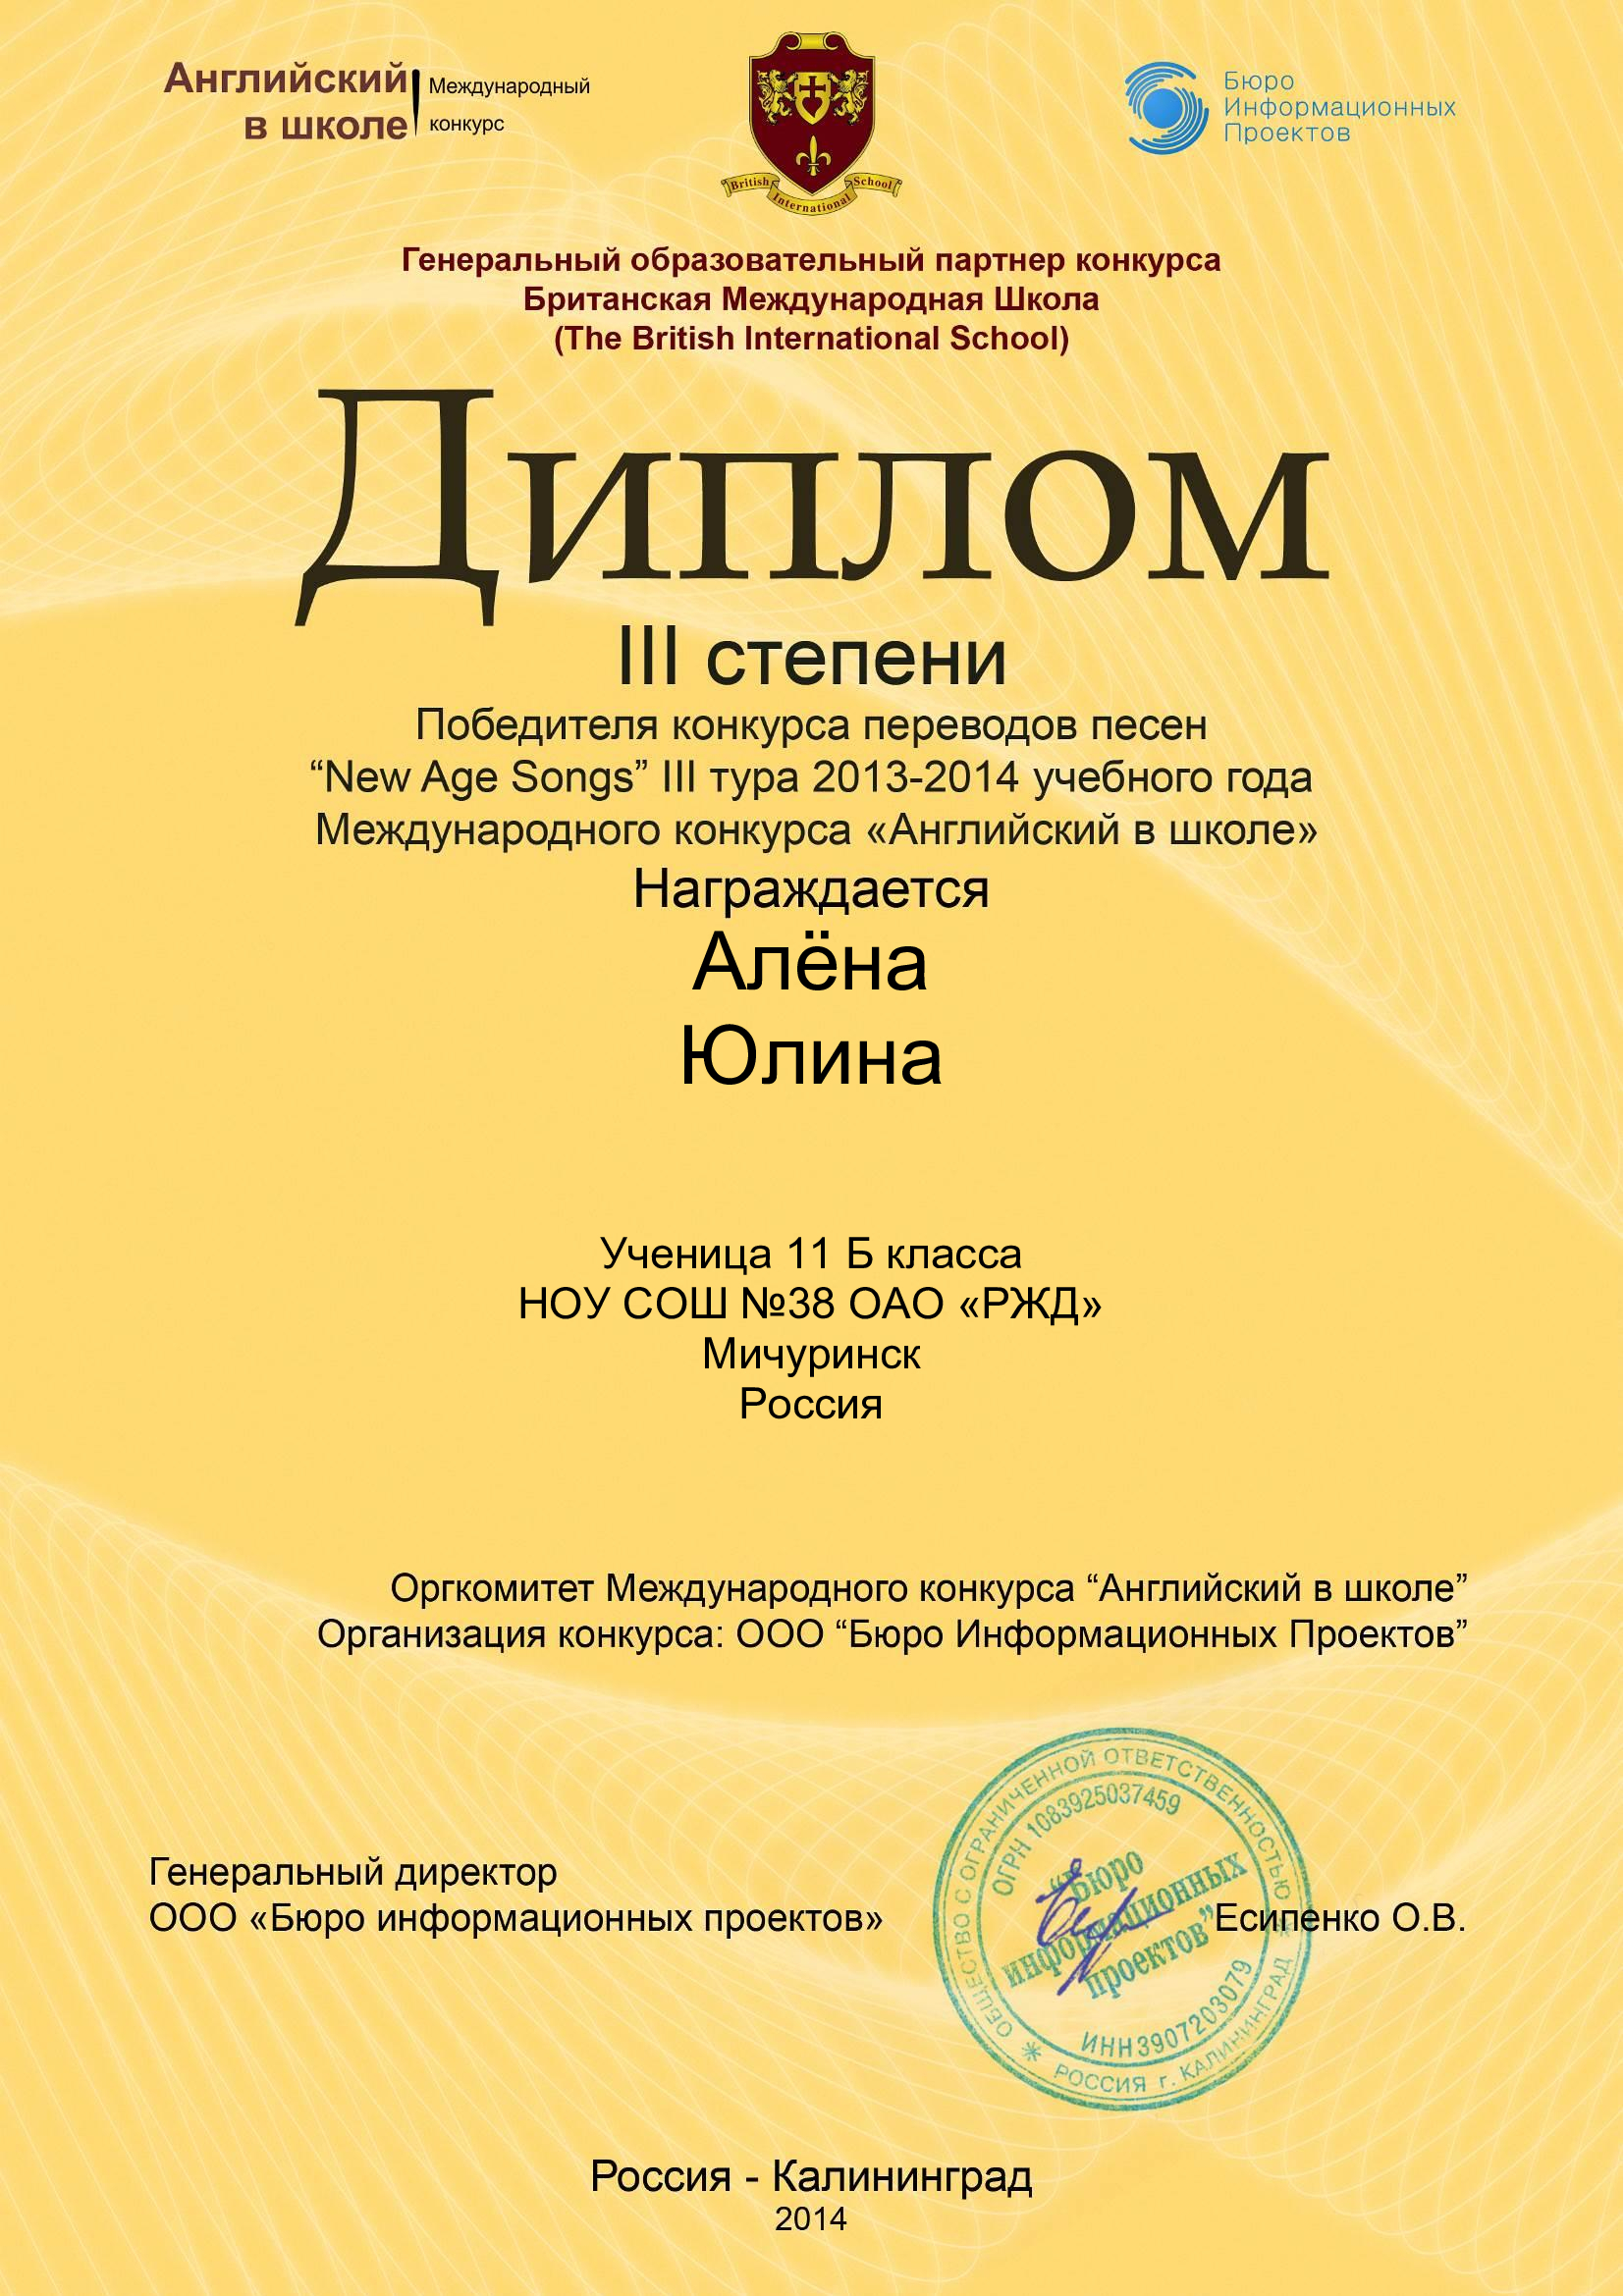 Английский
в школе
Международный
конкурс
British International School
Бюро
Информационных
Проектов
Генеральный образовательный партнер конкурса
Британская Международная Школа
(The British International School)
Диплом
III степени
Победителя конкурса переводов песен
“New Age Songs” III тура 2013-2014 учебного года
Международного конкурса «Английский в школе»
Награждается
Алёна
Юлина
Ученица 11 Б класса
НОУ СОШ №38 ОАО «РЖД»
Мичуринск
Россия
Оргкомитет Международного конкурса “Английский в школе”
Организация конкурса: ООО “Бюро Информационных Проектов”
Генеральный директор
ООО «Бюро информационных проектов»
ОБЩЕСТВО С ОГРАНИЧЕННОЙ ОТВЕТСТВЕННОСТЬЮ
ОГРН 1083925037459
“Бюро
информационных
проектов”
ИНН3907203079
РОССИЯ г. КАЛИНИНГРАД
Есипенко О.В.
Россия - Калининград
2014